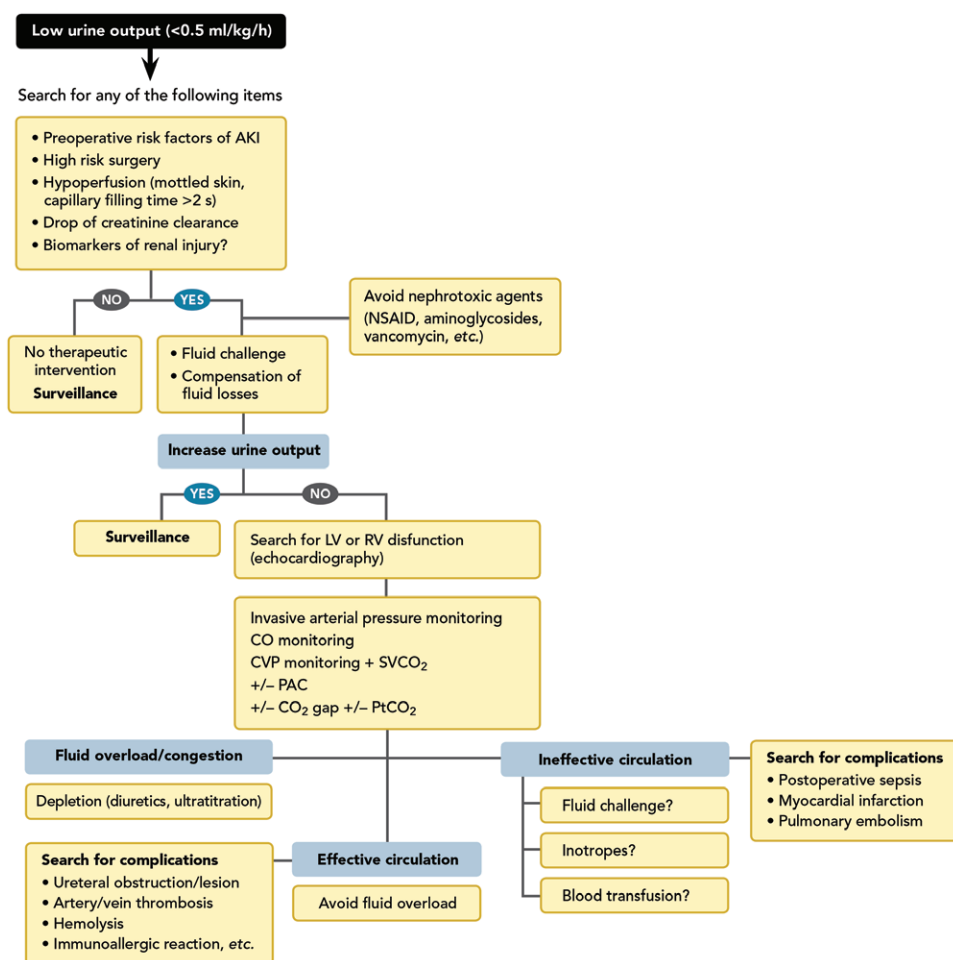 Low urine output (<0.5 ml/kg/h)
Search for any of the following items
• Preoperative risk factors of AKI
• High risk surgery
• Hypoperfusion (mottled skin,
capillary filling time >2 s)
• Drop of creatinine clearance
• Biomarkers of renal injury?
NO
YES
Avoid nephrotoxic agents
(NSAID, aminoglycosides,
vancomycin, etc.)
No therapeutic
intervention
Surveillance
• Fluid challenge
• Compensation of
fluid losses
Increase urine output
YES
NO
Surveillance
Search for LV or RV disfunction
(echocardiography)
Invasive arterial pressure monitoring
CO monitoring
CVP monitoring + SVCO₂
+/– PAC
+/– CO₂ gap +/– PtCO₂
Fluid overload/congestion
Depletion (diuretics, ultratitration)
Ineffective circulation
Fluid challenge?
Inotropes?
Blood transfusion?
Search for complications
• Postoperative sepsis
• Myocardial infarction
• Pulmonary embolism
Search for complications
• Ureteral obstruction/lesion
• Artery/vein thrombosis
• Hemolysis
• Immunoallergic reaction, etc.
Effective circulation
Avoid fluid overload